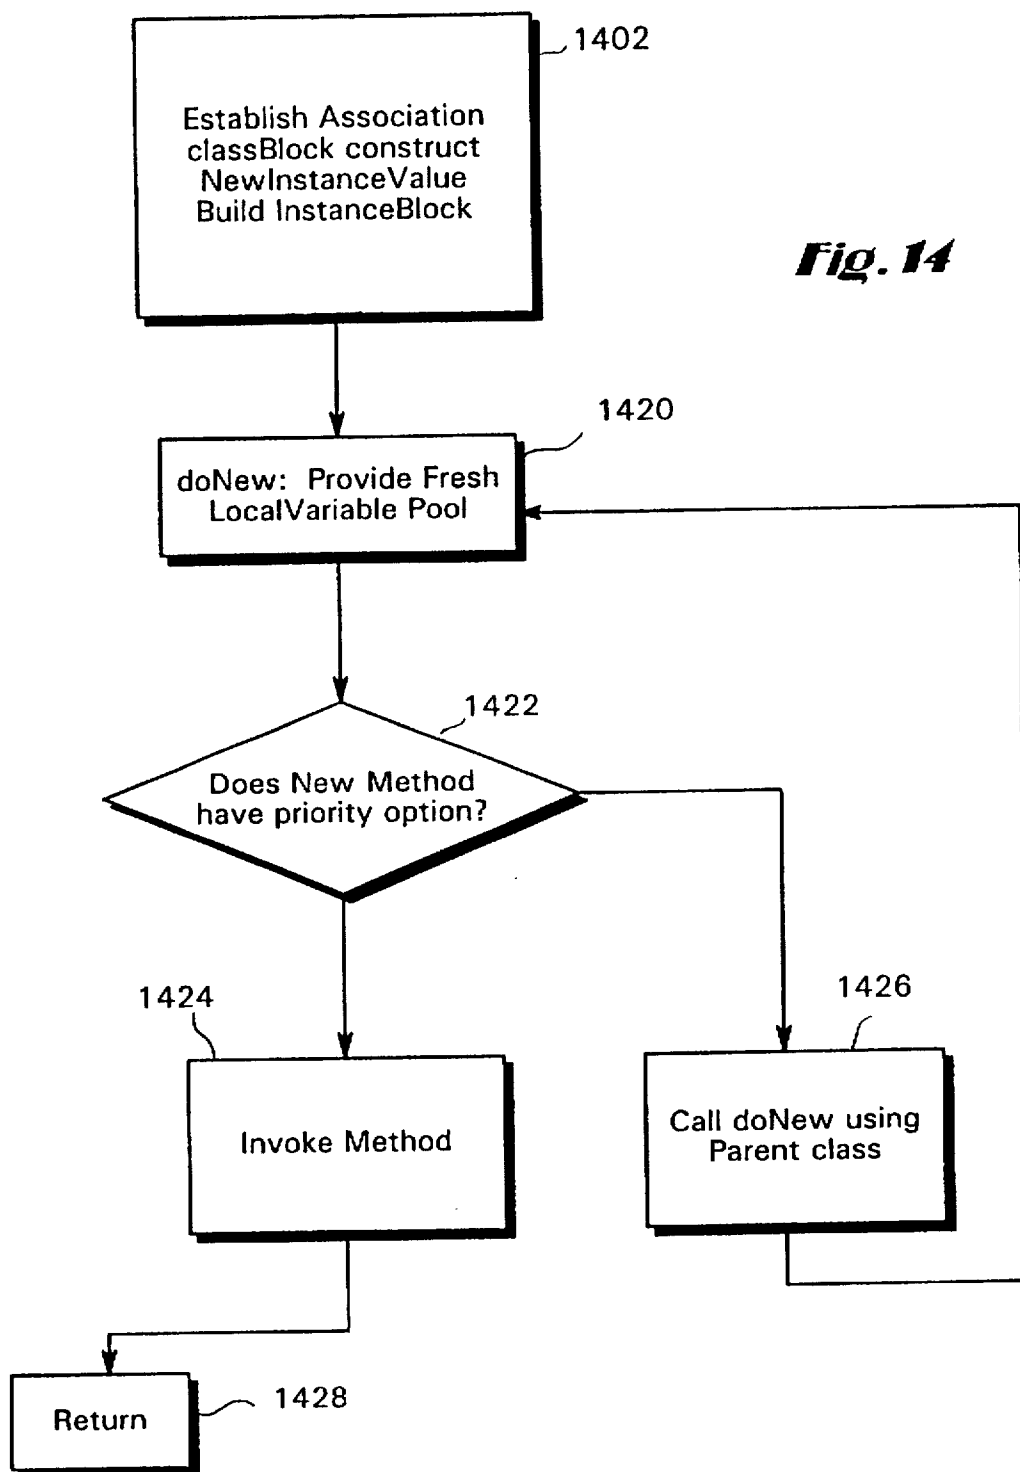 1402
Establish Association
classBlock construct
NewInstanceValue
Build InstanceBlock
Fig. 14
1420
doNew: Provide Fresh
LocalVariable Pool
1422
Does New Method
have priority option?
1424
Invoke Method
1426
Call doNew using
Parent class
Return
1428